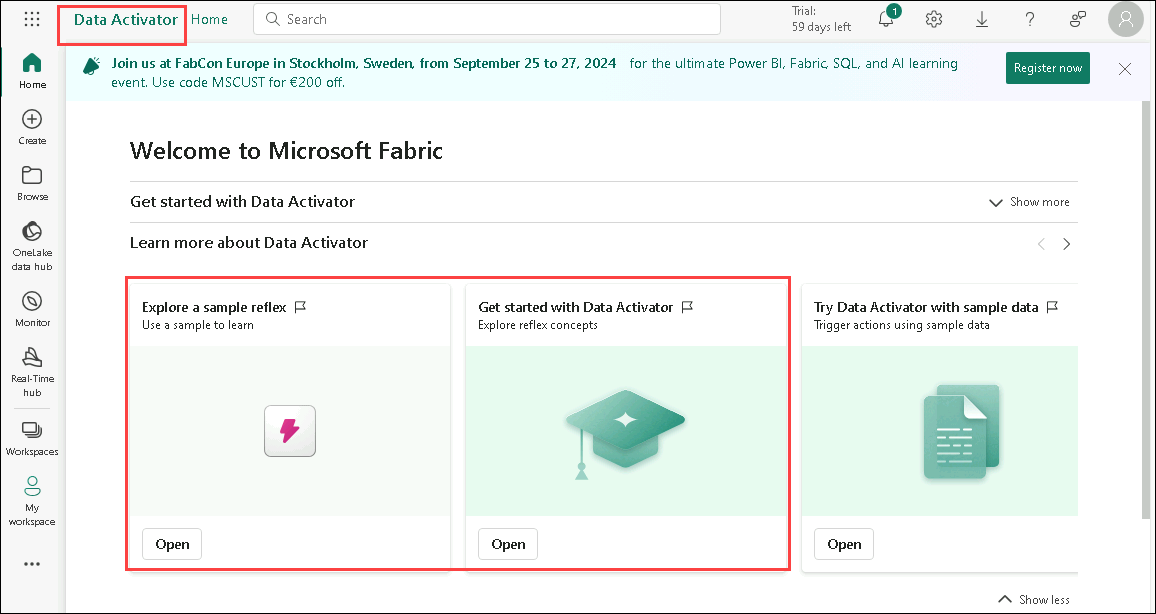 Data Activator Home
Search
Trial:
59 days left
1
Join us at FabCon Europe in Stockholm, Sweden, from September 25 to 27, 2024 for the ultimate Power BI, Fabric, SQL, and AI learning
event. Use code MSCUST for €200 off.
Register now
Home
Create
Browse
OneLake
data hub
Monitor
Real-Time
hub
Workspaces
My
workspace
Welcome to Microsoft Fabric
Get started with Data Activator
Show more
Learn more about Data Activator
Explore a sample reflex
Use a sample to learn
Open
Get started with Data Activator
Explore reflex concepts
Open
Try Data Activator with sample data
Trigger actions using sample data
Open
Show less